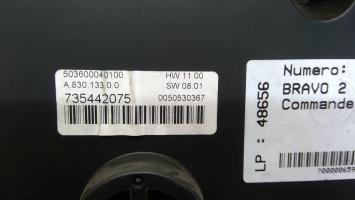 503600040100 HW 11.00
A.830.133.0.0 SW 08.01
735442075 0050530367
LP : 48656
Numero:
BRAVO 2
Commande